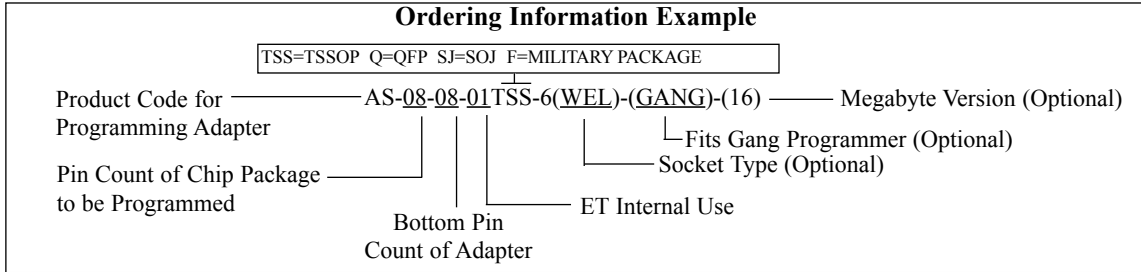 Ordering Information Example
TSS=TSSOP Q=QFP SJ=SOJ F=MILITARY PACKAGE
AS-08-08-01TSS-6(WEL)-(GANG)-(16)
Product Code for
Programming Adapter
Megabyte Version (Optional)
Fits Gang Programmer (Optional)
Socket Type (Optional)
Pin Count of Chip Package
to be Programmed
ET Internal Use
Bottom Pin
Count of Adapter